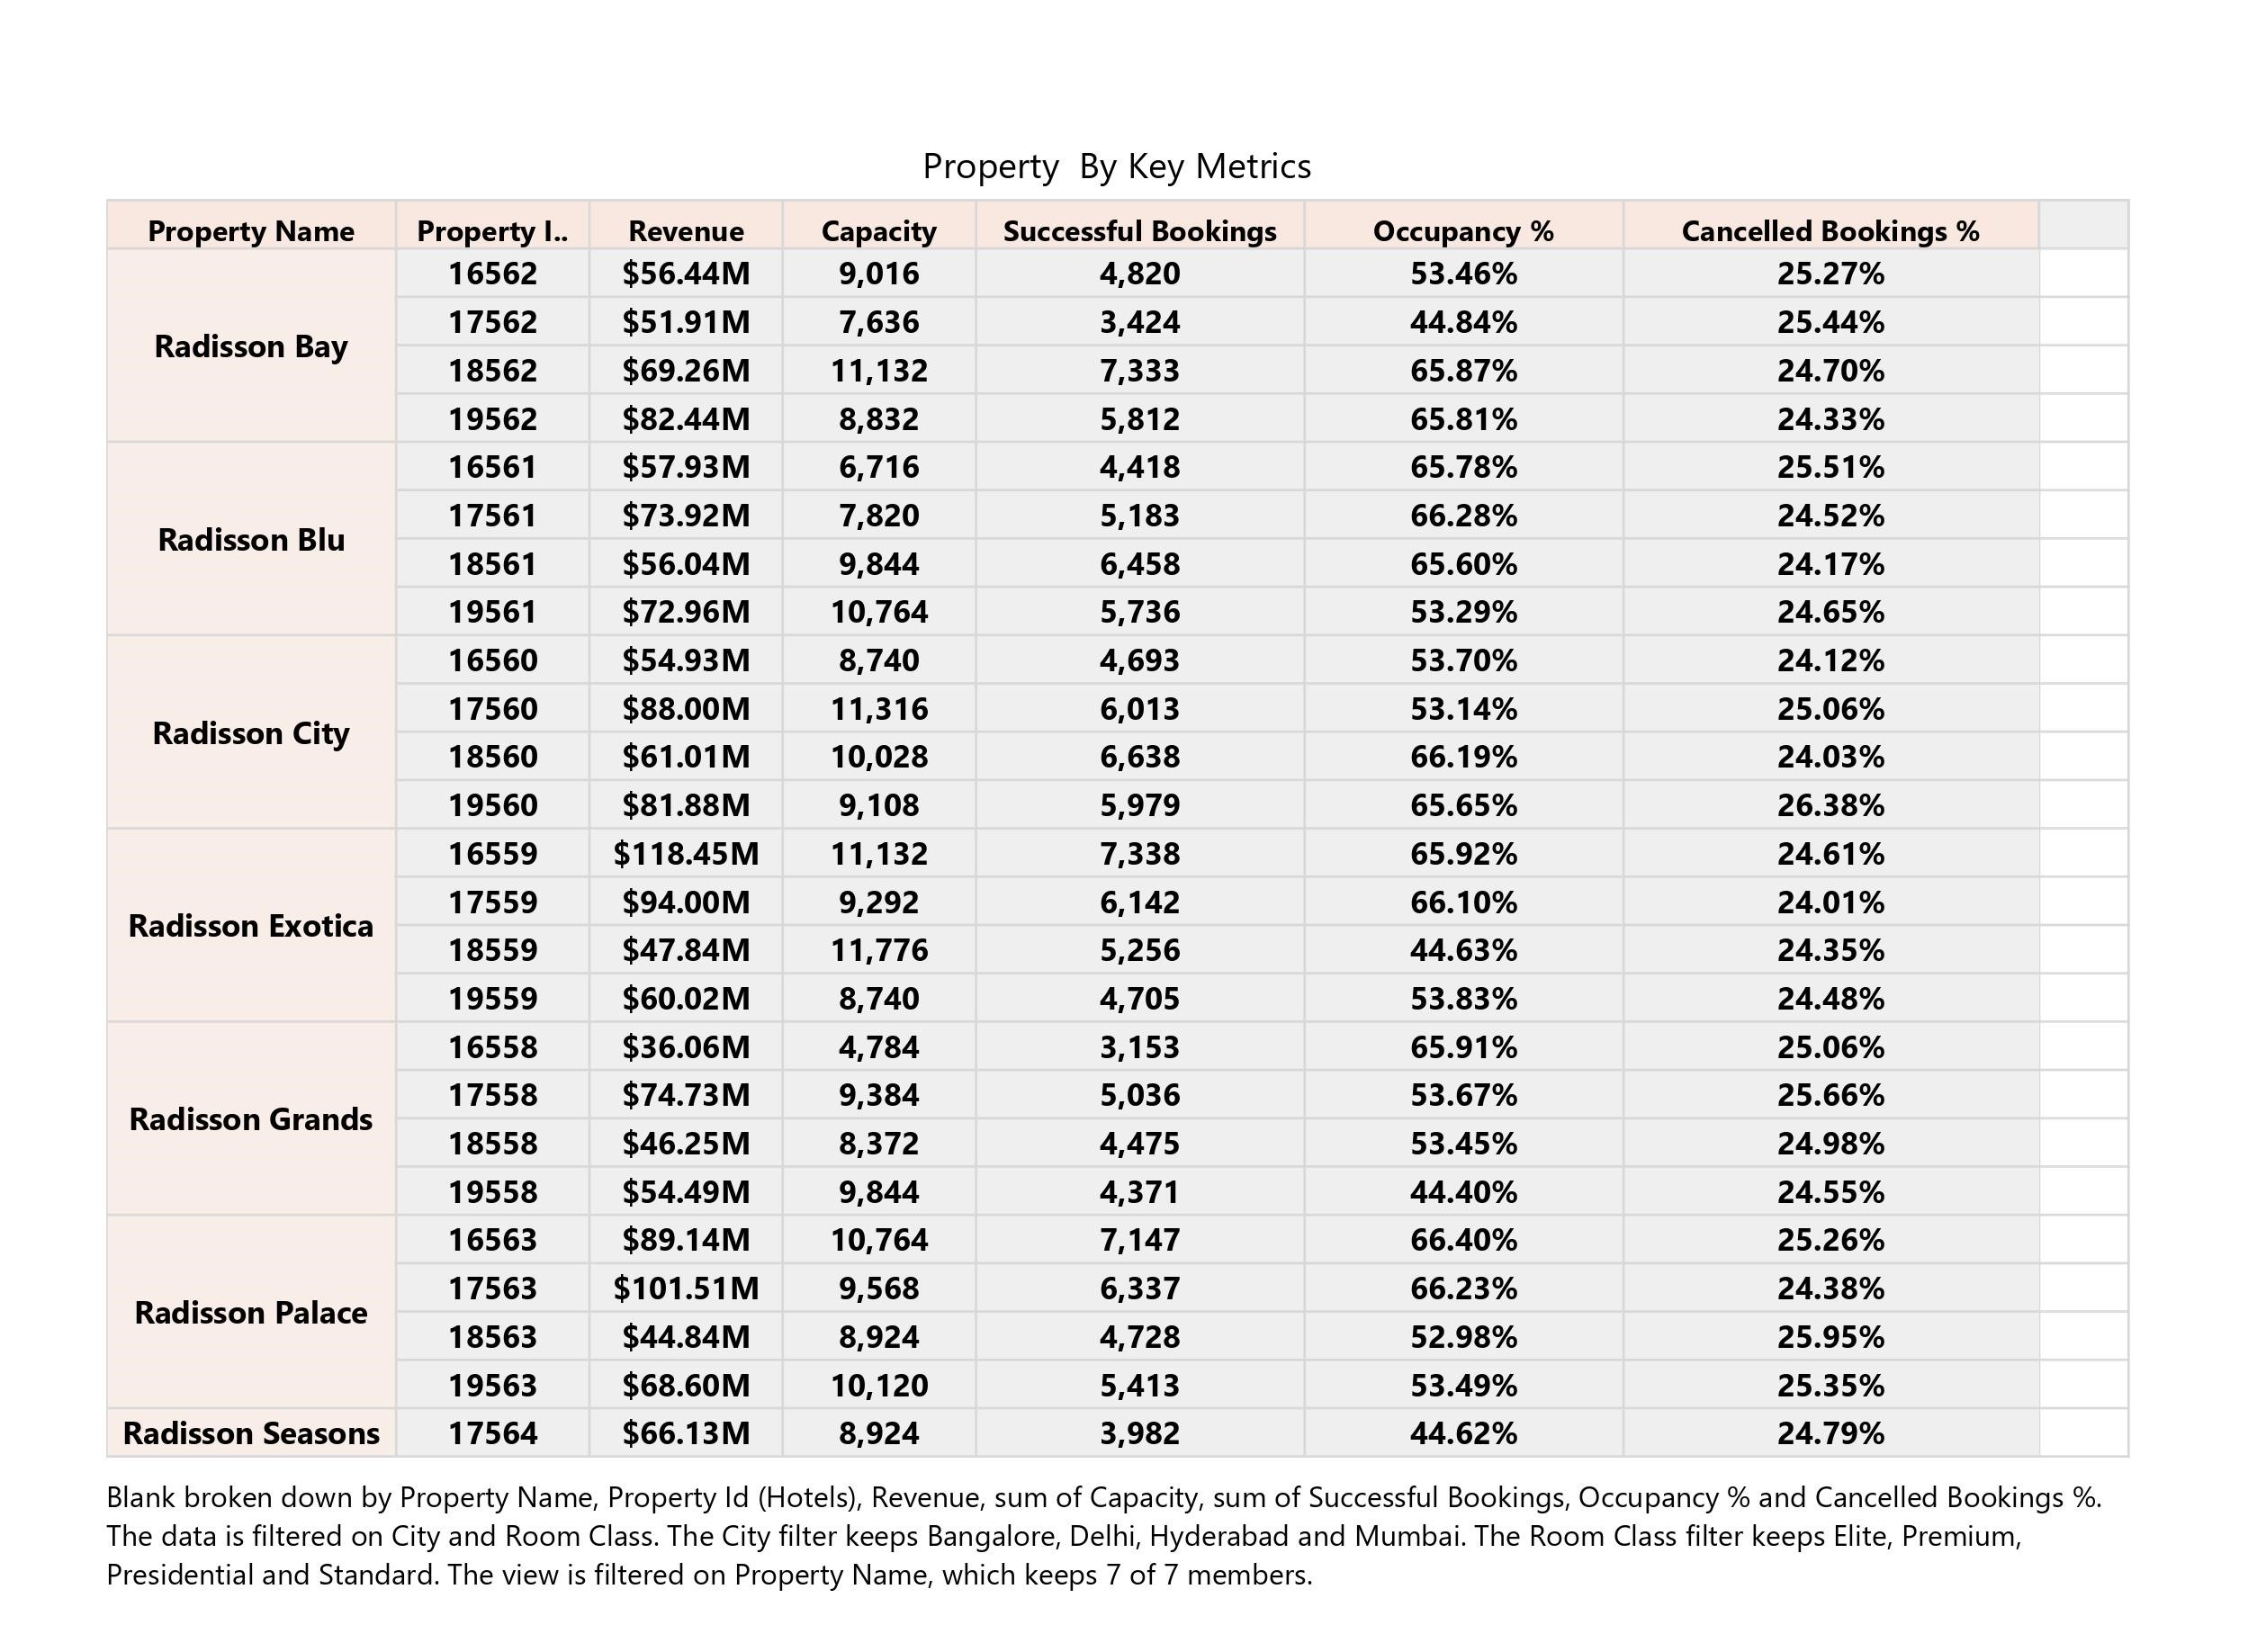 Property  By Key Metrics
Property Name Property I.. Revenue Capacity Successful Bookings Occupancy % Cancelled Bookings %
Radisson Bay 16562 $56.44M 9,016 4,820 53.46% 25.27%
17562 $51.91M 7,636 3,424 44.84% 25.44%
18562 $69.26M 11,132 7,333 65.87% 24.70%
19562 $82.44M 8,832 5,812 65.81% 24.33%
Radisson Blu 16561 $57.93M 6,716 4,418 65.78% 25.51%
17561 $73.92M 7,820 5,183 66.28% 24.52%
18561 $56.04M 9,844 6,458 65.60% 24.17%
19561 $72.96M 10,764 5,736 53.29% 24.65%
Radisson City 16560 $54.93M 8,740 4,693 53.70% 24.12%
17560 $88.00M 11,316 6,013 53.14% 25.06%
18560 $61.01M 10,028 6,638 66.19% 24.03%
19560 $81.88M 9,108 5,979 65.65% 26.38%
Radisson Exotica 16559 $118.45M 11,132 7,338 65.92% 24.61%
17559 $94.00M 9,292 6,142 66.10% 24.01%
18559 $47.84M 11,776 5,256 44.63% 24.35%
19559 $60.02M 8,740 4,705 53.83% 24.48%
Radisson Grands 16558 $36.06M 4,784 3,153 65.91% 25.06%
17558 $74.73M 9,384 5,036 53.67% 25.66%
18558 $46.25M 8,372 4,475 53.45% 24.98%
19558 $54.49M 9,844 4,371 44.40% 24.55%
Radisson Palace 16563 $89.14M 10,764 7,147 66.40% 25.26%
17563 $101.51M 9,568 6,337 66.23% 24.38%
18563 $44.84M 8,924 4,728 52.98% 25.95%
19563 $68.60M 10,120 5,413 53.49% 25.35%
Radisson Seasons 17564 $66.13M 8,924 3,982 44.62% 24.79%
Blank broken down by Property Name, Property Id (Hotels), Revenue, sum of Capacity, sum of Successful Bookings, Occupancy % and Cancelled Bookings %.
The data is filtered on City and Room Class. The City filter keeps Bangalore, Delhi, Hyderabad and Mumbai. The Room Class filter keeps Elite, Premium,
Presidential and Standard. The view is filtered on Property Name, which keeps 7 of 7 members.